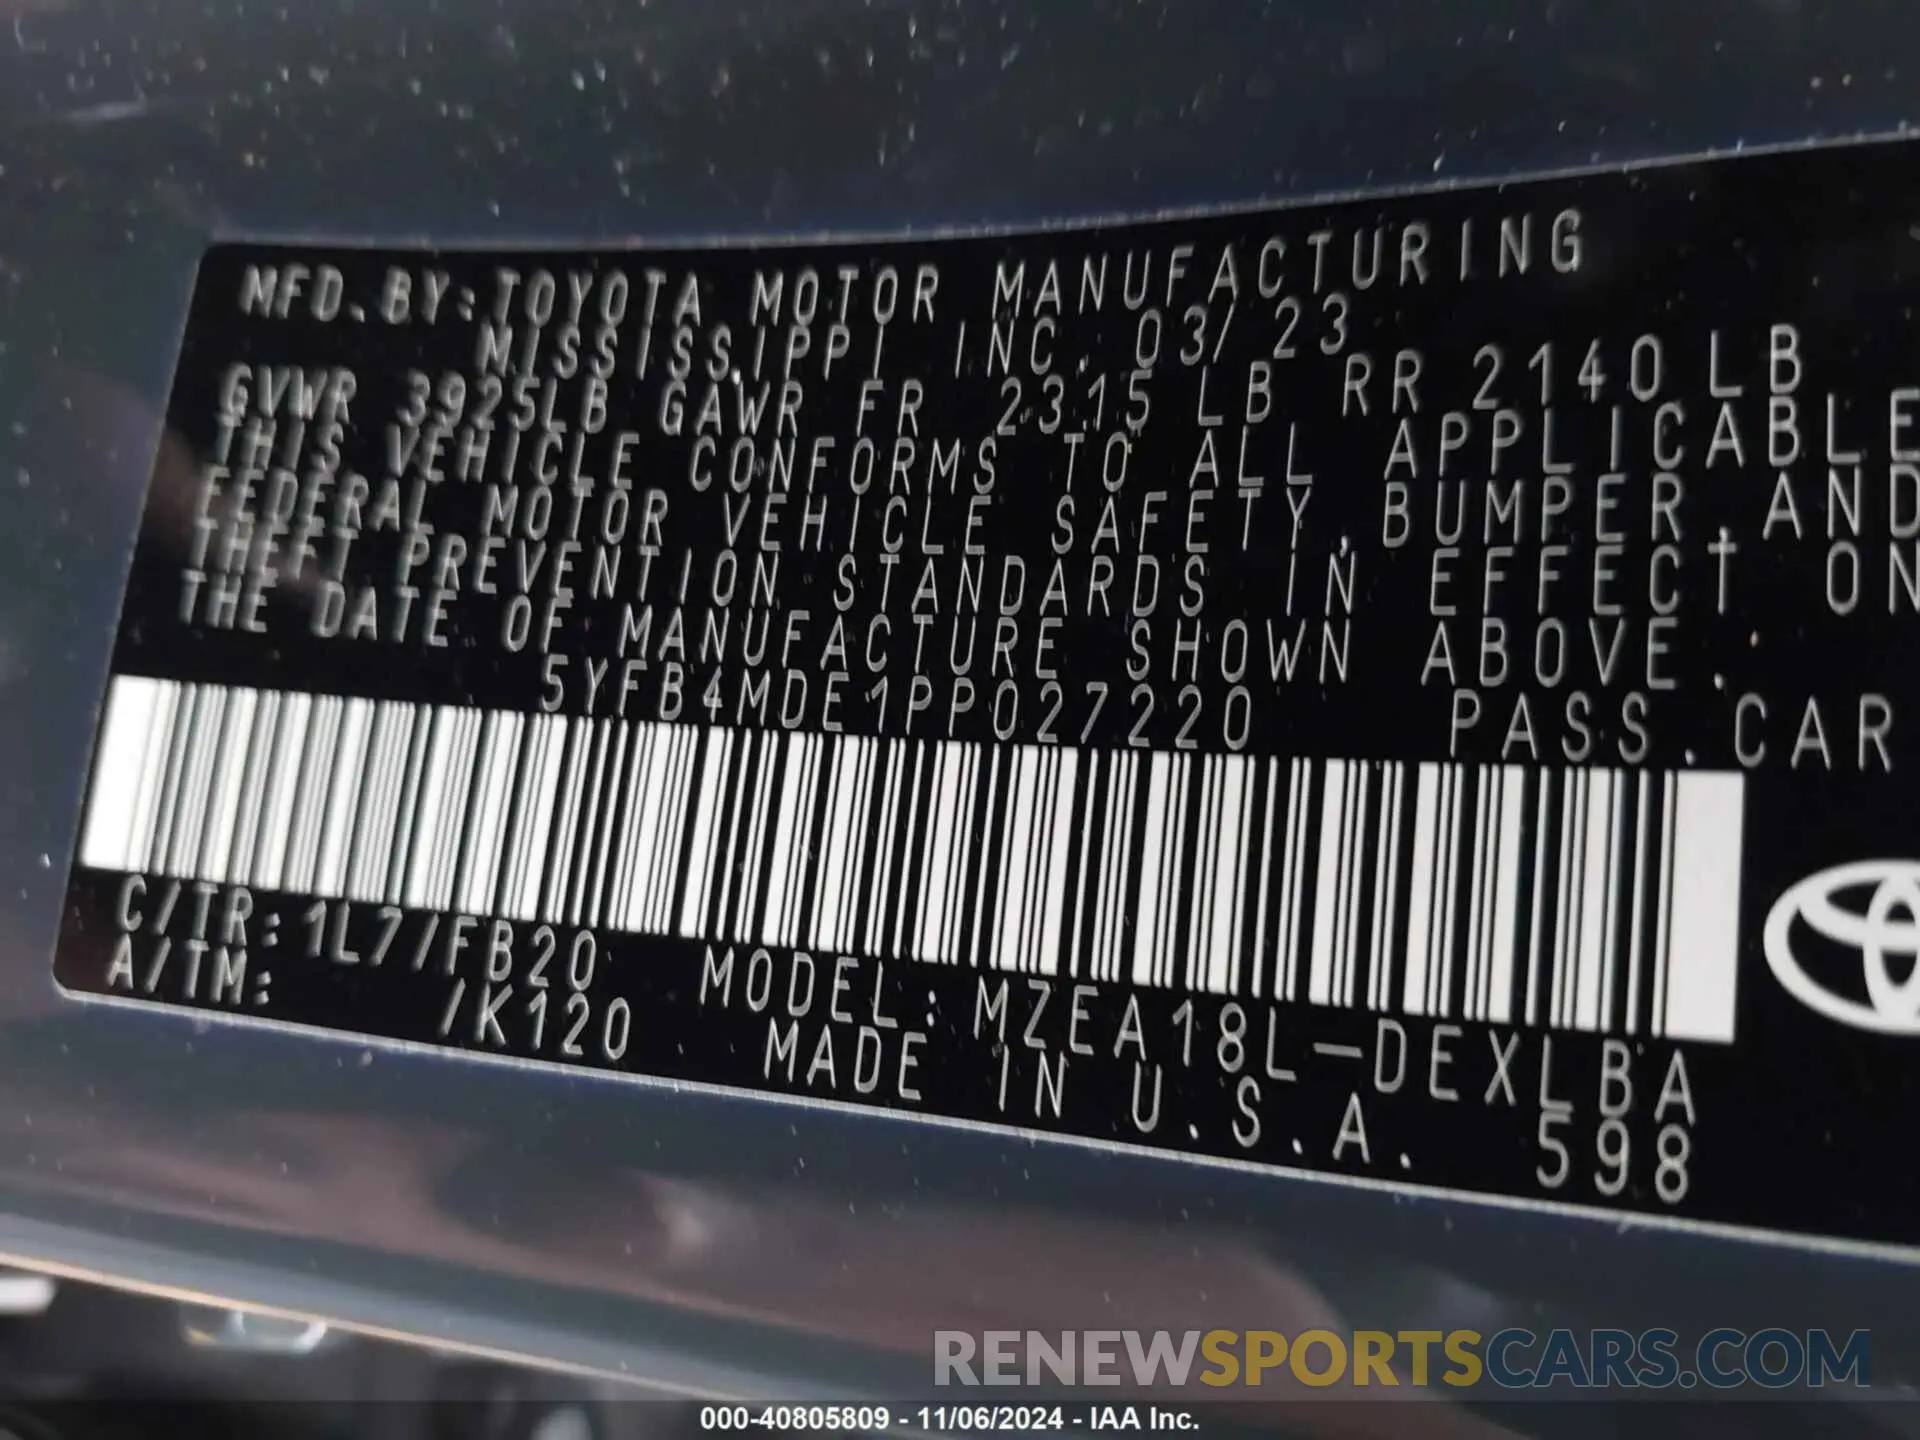 MFD. BY: TOYOTA MOTOR MANUFACTURING
MISSISSIPPI INC. 03/23
GVWR 3925LB GAWR FR 2315 LB RR 2140 LB
THIS VEHICLE CONFORMS TO ALL APPLICABLE
FEDERAL MOTOR VEHICLE SAFETY, BUMPER, AND
THEFT PREVENTION STANDARDS IN EFFECT ON
THE DATE OF MANUFACTURE SHOWN ABOVE.
5YFB4MDE1PP027220 PASS. CAR
C/TR: 1L7/FB20 MODEL: MZEA18L-DEXLBA
A/TM: /K120 MADE IN U.S.A. 598
RENEWSPORTSCARS.COM
000-40805809 - 11/06/2024 - IAA Inc.